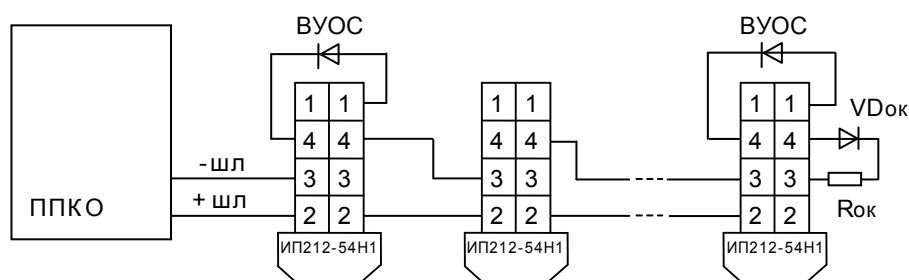 ВУОС
ВУОС
1 1
1 1
1 1
VDок
4 4
4 4
4 4
-шл
3 3
3 3
3 3
ППКО
+шл
2 2
2 2
2 2
Rок
ИП212-54Н1
ИП212-54Н1
ИП212-54Н1